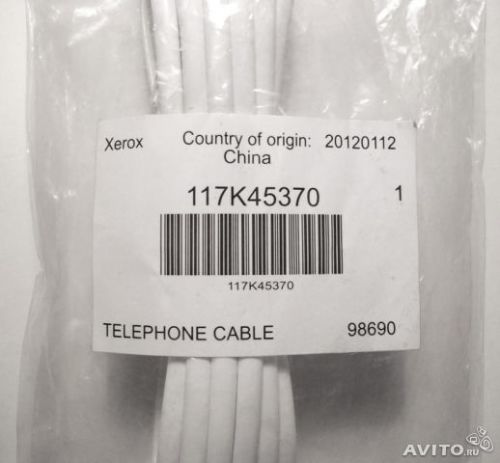 Xerox Country of origin: 20120112
China
117K45370 1
117K45370
TELEPHONE CABLE 98690
AVITO.ru